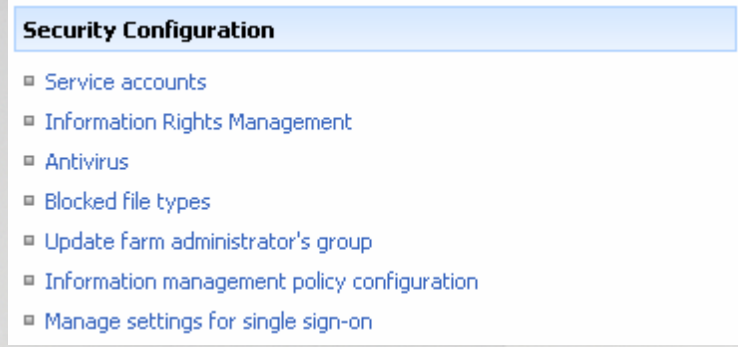 Security Configuration
Service accounts
Information Rights Management
Antivirus
Blocked file types
Update farm administrator's group
Information management policy configuration
Manage settings for single sign-on